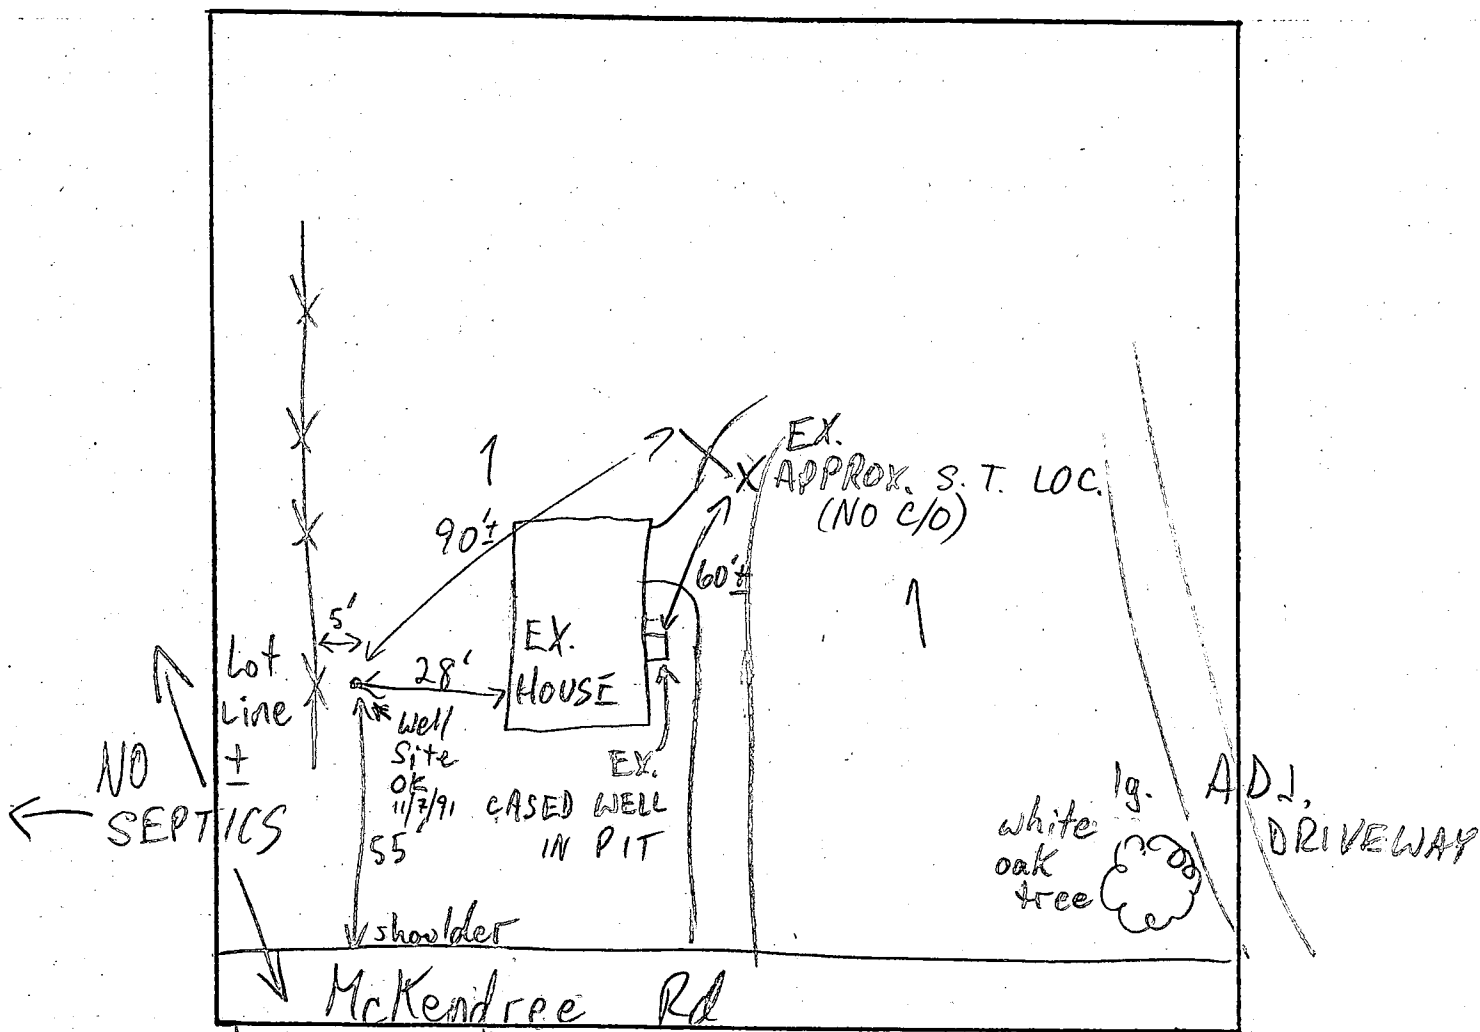 EX.
APPROX. S. T. LOC.
(NO C/O)
90'±
60'±
5'
Lot
Line
±
28'
EX.
HOUSE
Well
Site
OK
11/7/91
55'
EX.
CASED WELL
IN PIT
NO
SEPTICS
lg.
white
oak
tree
ADJ.
DRIVEWAY
shoulder
McKendree Rd